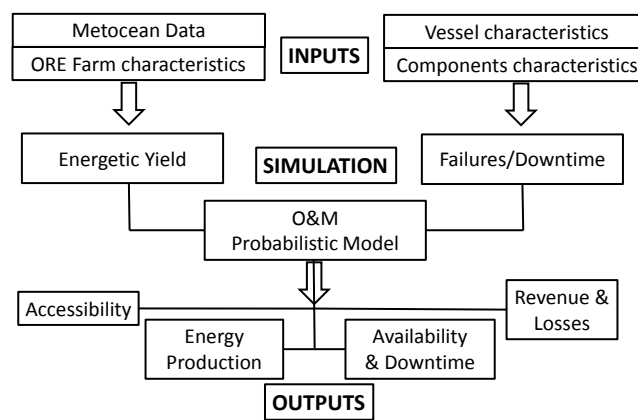 Metocean Data
ORE Farm characteristics
INPUTS
Vessel characteristics
Components characteristics
Energetic Yield
SIMULATION
Failures/Downtime
O&M
Probabilistic Model
Accessibility
Revenue &
Losses
Energy
Production
Availability
& Downtime
OUTPUTS